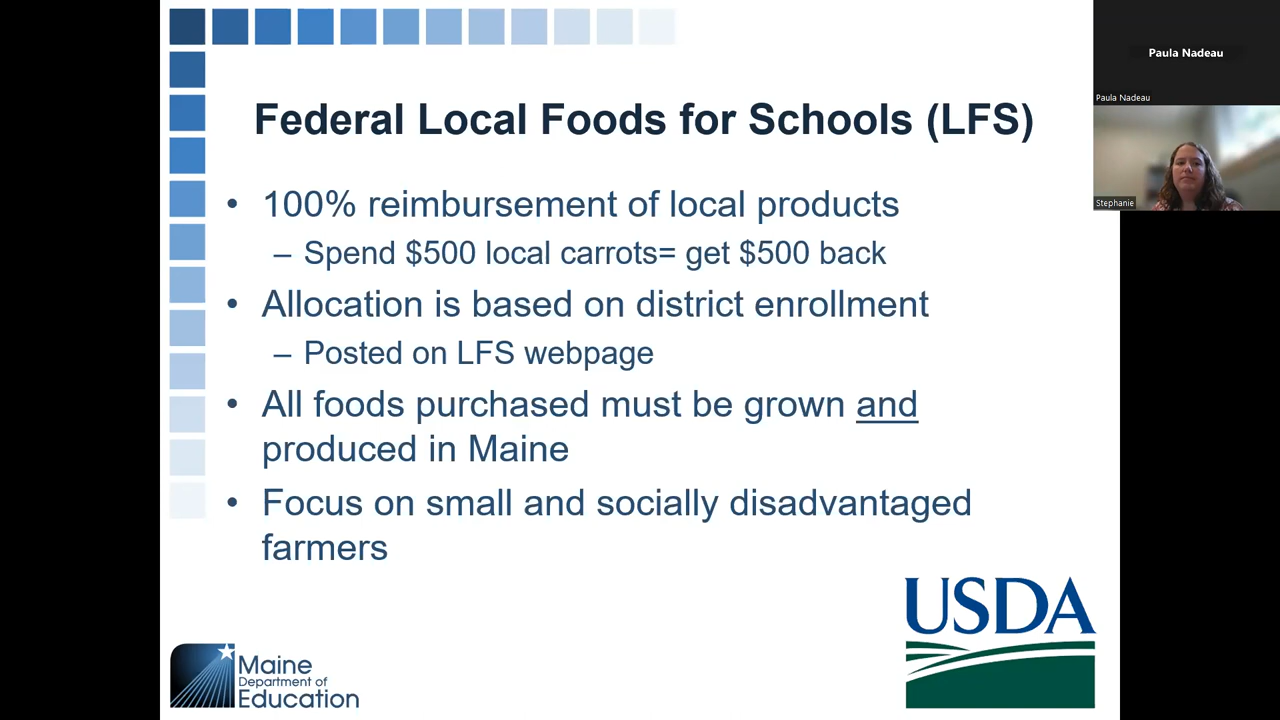 Federal Local Foods for Schools (LFS)
• 100% reimbursement of local products
– Spend $500 local carrots= get $500 back
• Allocation is based on district enrollment
– Posted on LFS webpage
• All foods purchased must be grown and
produced in Maine
• Focus on small and socially disadvantaged
farmers
Maine
Department of
Education
USDA
Paula Nadeau
Paula Nadeau
Stephanie